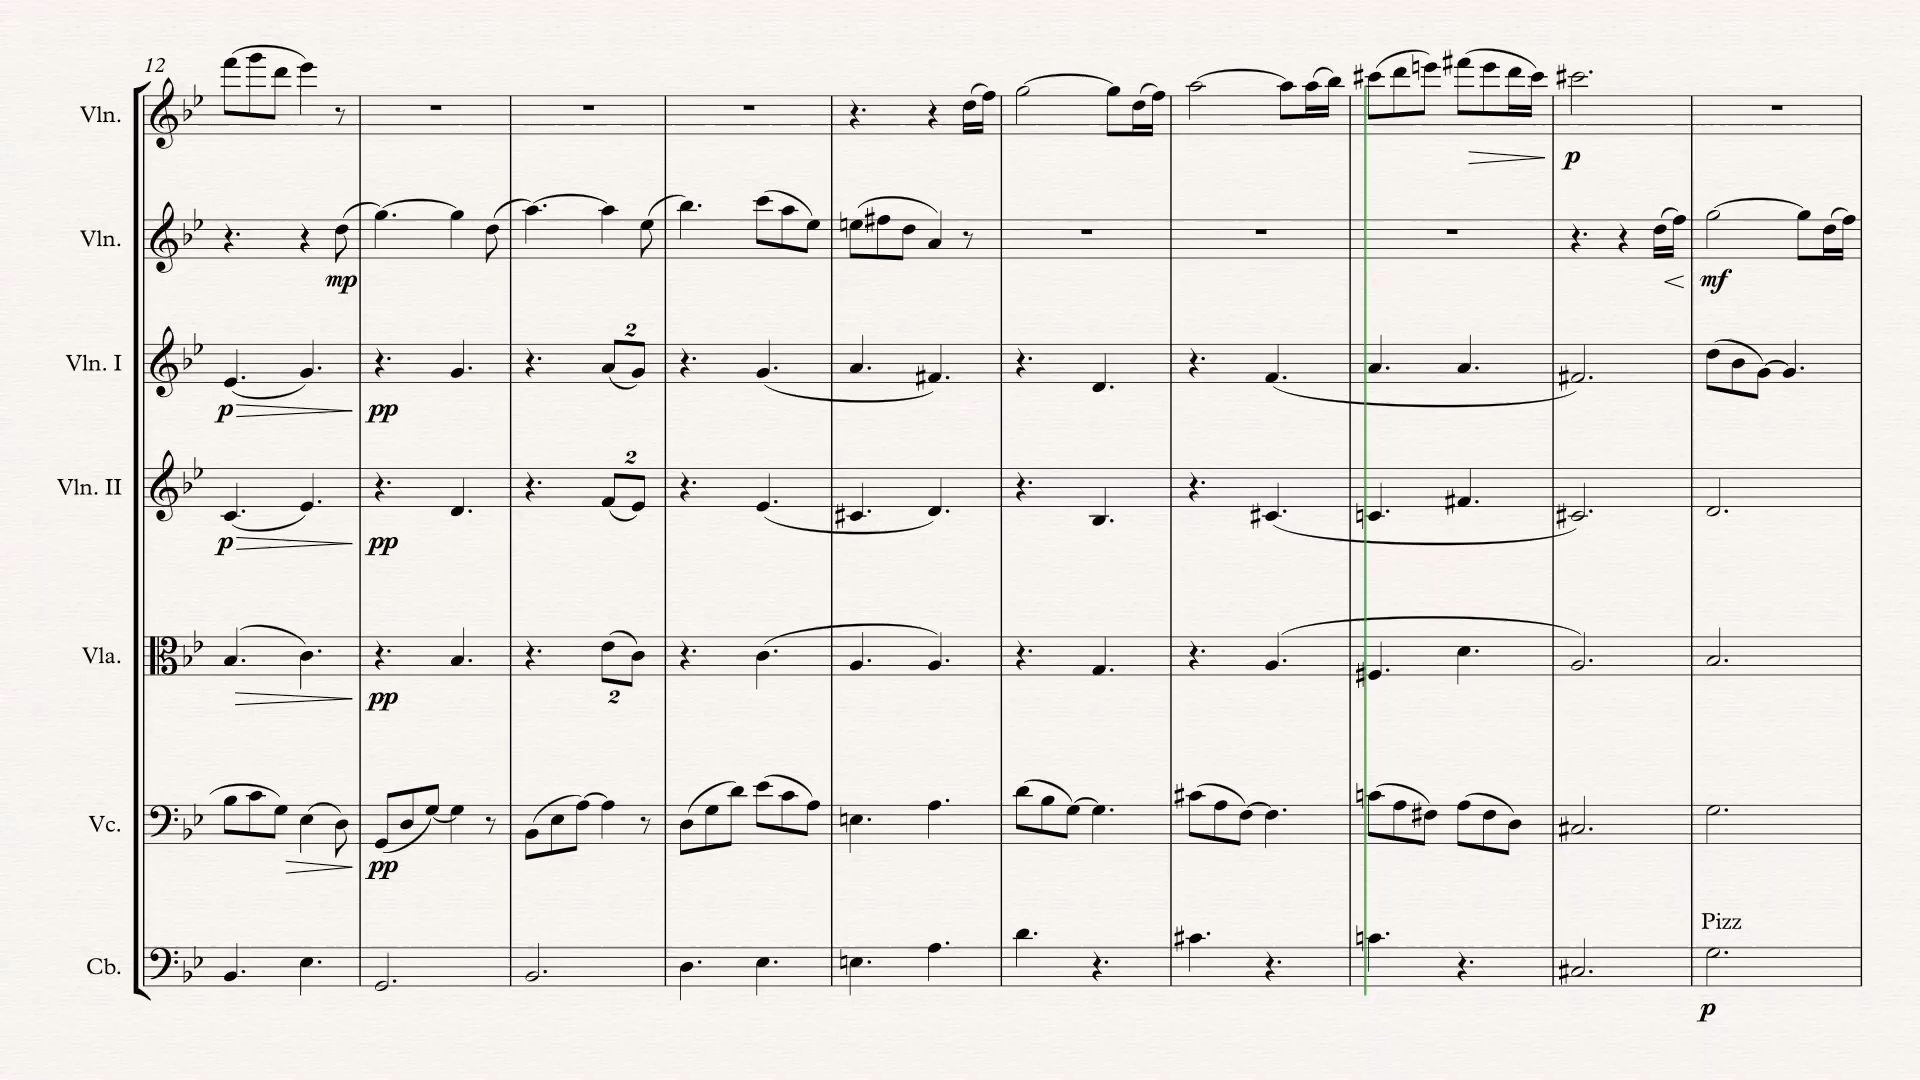 12
Vln.
p
Vln.
mp
mf
2
Vln. I
p
pp
2
Vln. II
p
pp
Vla.
pp
2
Vc.
pp
Pizz
Cb.
p